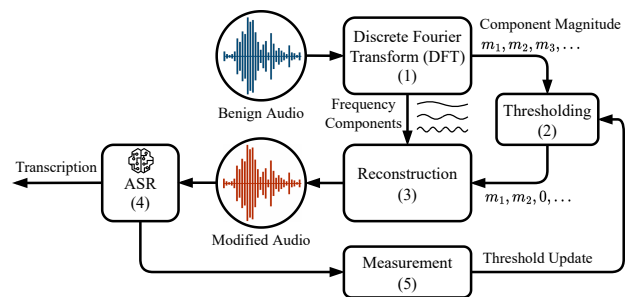 Benign Audio
Discrete Fourier
Transform (DFT)
(1)
Component Magnitude
m₁, m₂, m₃, . . .
Frequency
Components
Thresholding
(2)
Transcription
ASR
(4)
Modified Audio
Reconstruction
(3)
m₁, m₂, 0, . . .
Measurement
(5)
Threshold Update